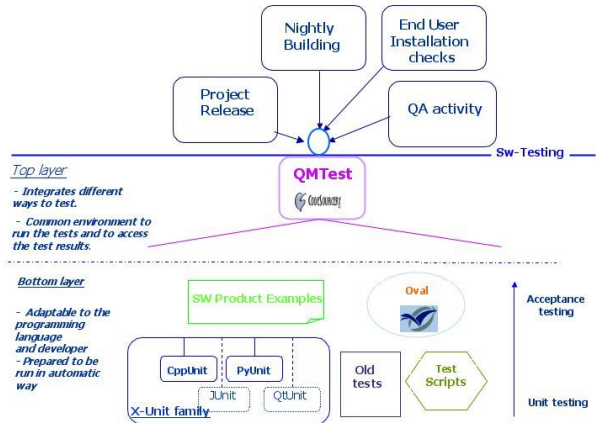 Nightly
Building
End User
Installation
checks
Project
Release
QA activity
Sw-Testing
Top layer
QMTest
CodeSourcery
- Integrates different
ways to test.
- Common environment to
run the tests and to access
the test results.
Bottom layer
- Adaptable to the
programming
language
and developer
- Prepared to be
run in automatic
way
SW Product Examples
Oval
Acceptance
testing
CppUnit
PyUnit
JUnit
QtUnit
X-Unit family
Old
tests
Test
Scripts
Unit testing